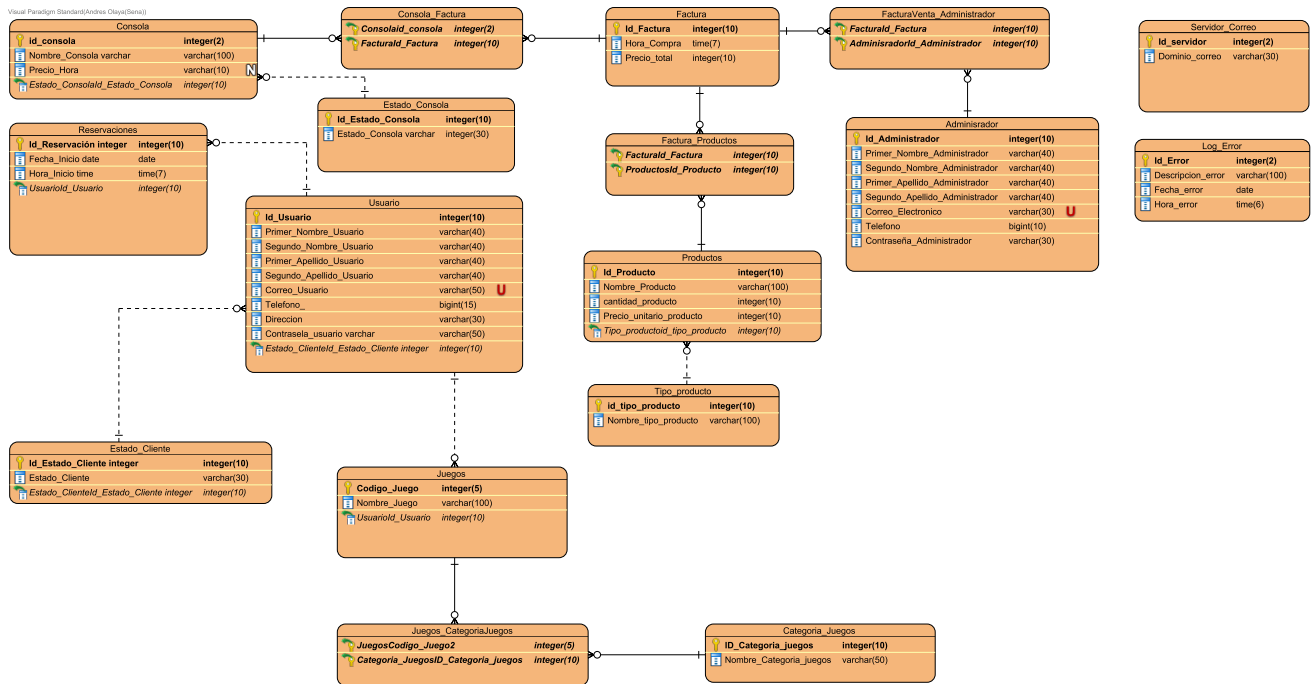 Visual Paradigm Standard(Andres Olaya(Sena))
Consola
id_consola integer(2)
Nombre_Consola varchar varchar(100)
Precio_Hora varchar(10) N
Estado_ConsolaId_Estado_Consola integer(10)
Consola_Factura
Consolaid_consola integer(2)
FacturaId_Factura integer(10)
Factura
Id_Factura integer(10)
Hora_Compra time(7)
Precio_total integer(10)
FacturaVenta_Administrador
FacturaId_Factura integer(10)
AdminisradorId_Administrador integer(10)
Servidor_Correo
Id_servidor integer(2)
Dominio_correo varchar(30)
Estado_Consola
Id_Estado_Consola integer(10)
Estado_Consola varchar integer(30)
Reservaciones
Id_Reservación integer integer(10)
Fecha_Inicio date date
Hora_Inicio time time(7)
UsuarioId_Usuario integer(10)
Factura_Productos
FacturaId_Factura integer(10)
ProductosId_Producto integer(10)
Adminisrador
Id_Administrador integer(10)
Primer_Nombre_Administrador varchar(40)
Segundo_Nombre_Administrador varchar(40)
Primer_Apellido_Administrador varchar(40)
Segundo_Apellido_Administrador varchar(40)
Correo_Electronico varchar(30) U
Telefono bigint(10)
Contraseña_Administrador varchar(30)
Log_Error
Id_Error integer(2)
Descripcion_error varchar(100)
Fecha_error date
Hora_error time(6)
Usuario
Id_Usuario integer(10)
Primer_Nombre_Usuario varchar(40)
Segundo_Nombre_Usuario varchar(40)
Primer_Apellido_Usuario varchar(40)
Segundo_Apellido_Usuario varchar(40)
Correo_Usuario varchar(50) U
Telefono_ bigint(15)
Direccion varchar(30)
Contrasela_usuario varchar varchar(50)
Estado_ClienteId_Estado_Cliente integer integer(10)
Productos
Id_Producto integer(10)
Nombre_Producto varchar(100)
cantidad_producto integer(10)
Precio_unitario_producto integer(10)
Tipo_productoid_tipo_producto integer(10)
Tipo_producto
id_tipo_producto integer(10)
Nombre_tipo_producto varchar(100)
Estado_Cliente
Id_Estado_Cliente integer integer(10)
Estado_Cliente varchar(30)
Estado_ClienteId_Estado_Cliente integer integer(10)
Juegos
Codigo_Juego integer(5)
Nombre_Juego varchar(100)
UsuarioId_Usuario integer(10)
Juegos_CategoriaJuegos
JuegosCodigo_Juego2 integer(5)
Categoria_JuegosID_Categoria_juegos integer(10)
Categoria_Juegos
ID_Categoria_juegos integer(10)
Nombre_Categoria_juegos varchar(50)